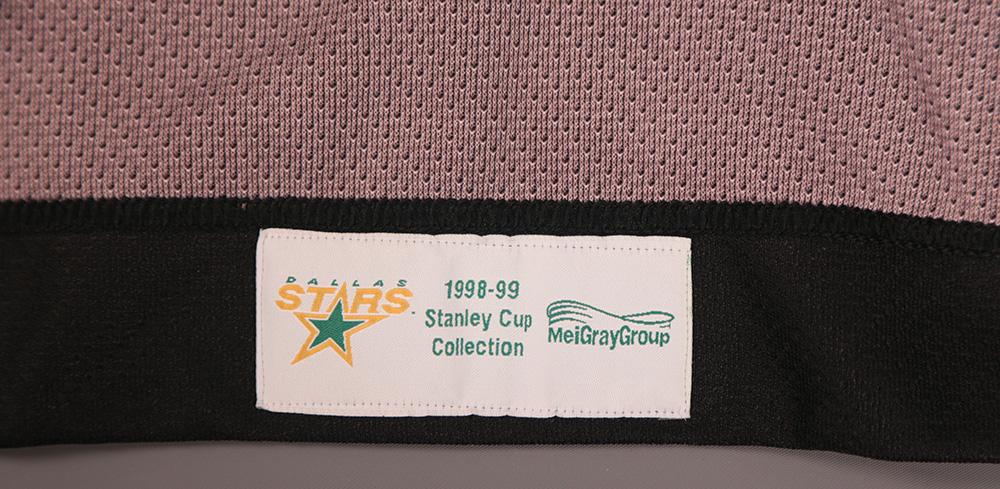 DALLAS
STARS
1998-99
Stanley Cup
Collection
MeiGrayGroup